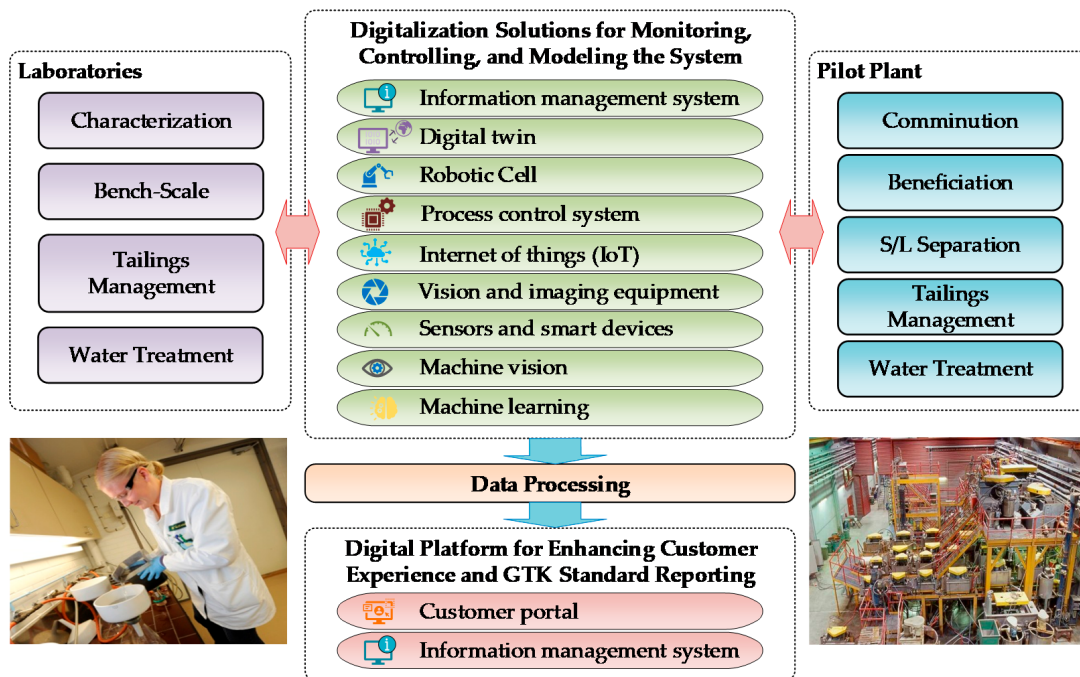 Digitalization Solutions for Monitoring,
Controlling, and Modeling the System
Laboratories
Characterization
Bench-Scale
Tailings
Management
Water Treatment
Information management system
Digital twin
Robotic Cell
Process control system
Internet of things (IoT)
Vision and imaging equipment
Sensors and smart devices
Machine vision
Machine learning
Pilot Plant
Comminution
Beneficiation
S/L Separation
Tailings
Management
Water Treatment
Data Processing
Digital Platform for Enhancing Customer
Experience and GTK Standard Reporting
Customer portal
Information management system